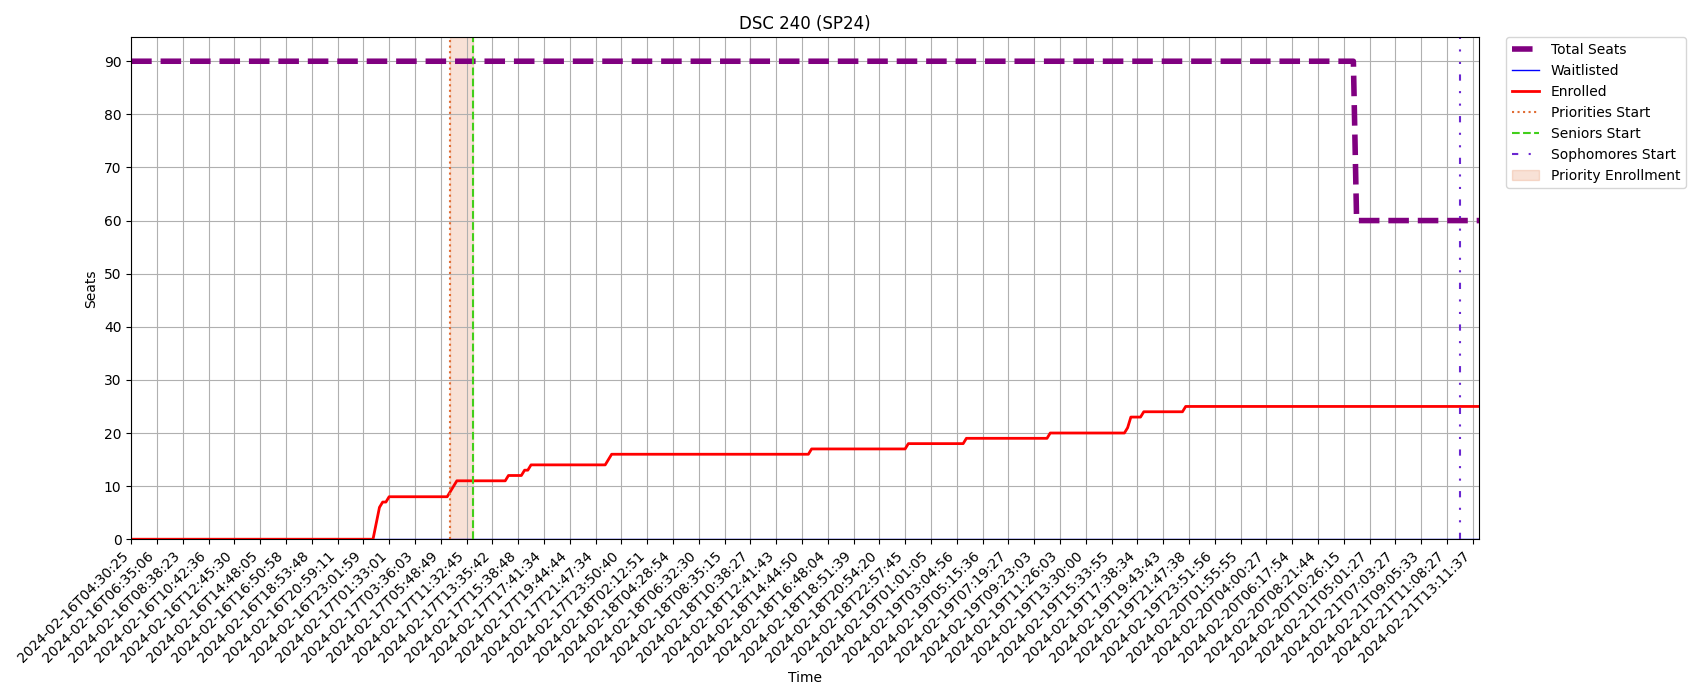 DSC 240 (SP24)
Total Seats
Waitlisted
Enrolled
Priorities Start
Seniors Start
Sophomores Start
Priority Enrollment
90
80
70
60
50
40
30
20
10
0
Seats
2024-02-16T04:30:25
2024-02-16T06:35:06
2024-02-16T08:38:23
2024-02-16T10:42:36
2024-02-16T12:45:30
2024-02-16T14:48:05
2024-02-16T16:50:58
2024-02-16T18:53:48
2024-02-16T20:59:11
2024-02-16T23:01:59
2024-02-17T01:33:01
2024-02-17T03:36:03
2024-02-17T05:48:49
2024-02-17T11:32:45
2024-02-17T13:35:42
2024-02-17T15:38:48
2024-02-17T17:41:34
2024-02-17T19:44:44
2024-02-17T21:47:34
2024-02-17T23:50:40
2024-02-18T02:12:51
2024-02-18T04:28:54
2024-02-18T06:32:30
2024-02-18T08:35:15
2024-02-18T10:38:27
2024-02-18T12:41:43
2024-02-18T14:44:50
2024-02-18T16:48:04
2024-02-18T18:51:39
2024-02-18T20:54:20
2024-02-18T22:57:45
2024-02-19T01:01:05
2024-02-19T03:04:56
2024-02-19T05:15:36
2024-02-19T07:19:27
2024-02-19T09:23:03
2024-02-19T11:26:03
2024-02-19T13:30:00
2024-02-19T15:33:55
2024-02-19T17:38:34
2024-02-19T19:43:43
2024-02-19T21:47:38
2024-02-19T23:51:56
2024-02-20T01:55:55
2024-02-20T04:00:27
2024-02-20T06:17:54
2024-02-20T08:21:44
2024-02-20T10:26:15
2024-02-21T05:01:27
2024-02-21T07:03:27
2024-02-21T09:05:33
2024-02-21T11:08:27
2024-02-21T13:11:37
Time